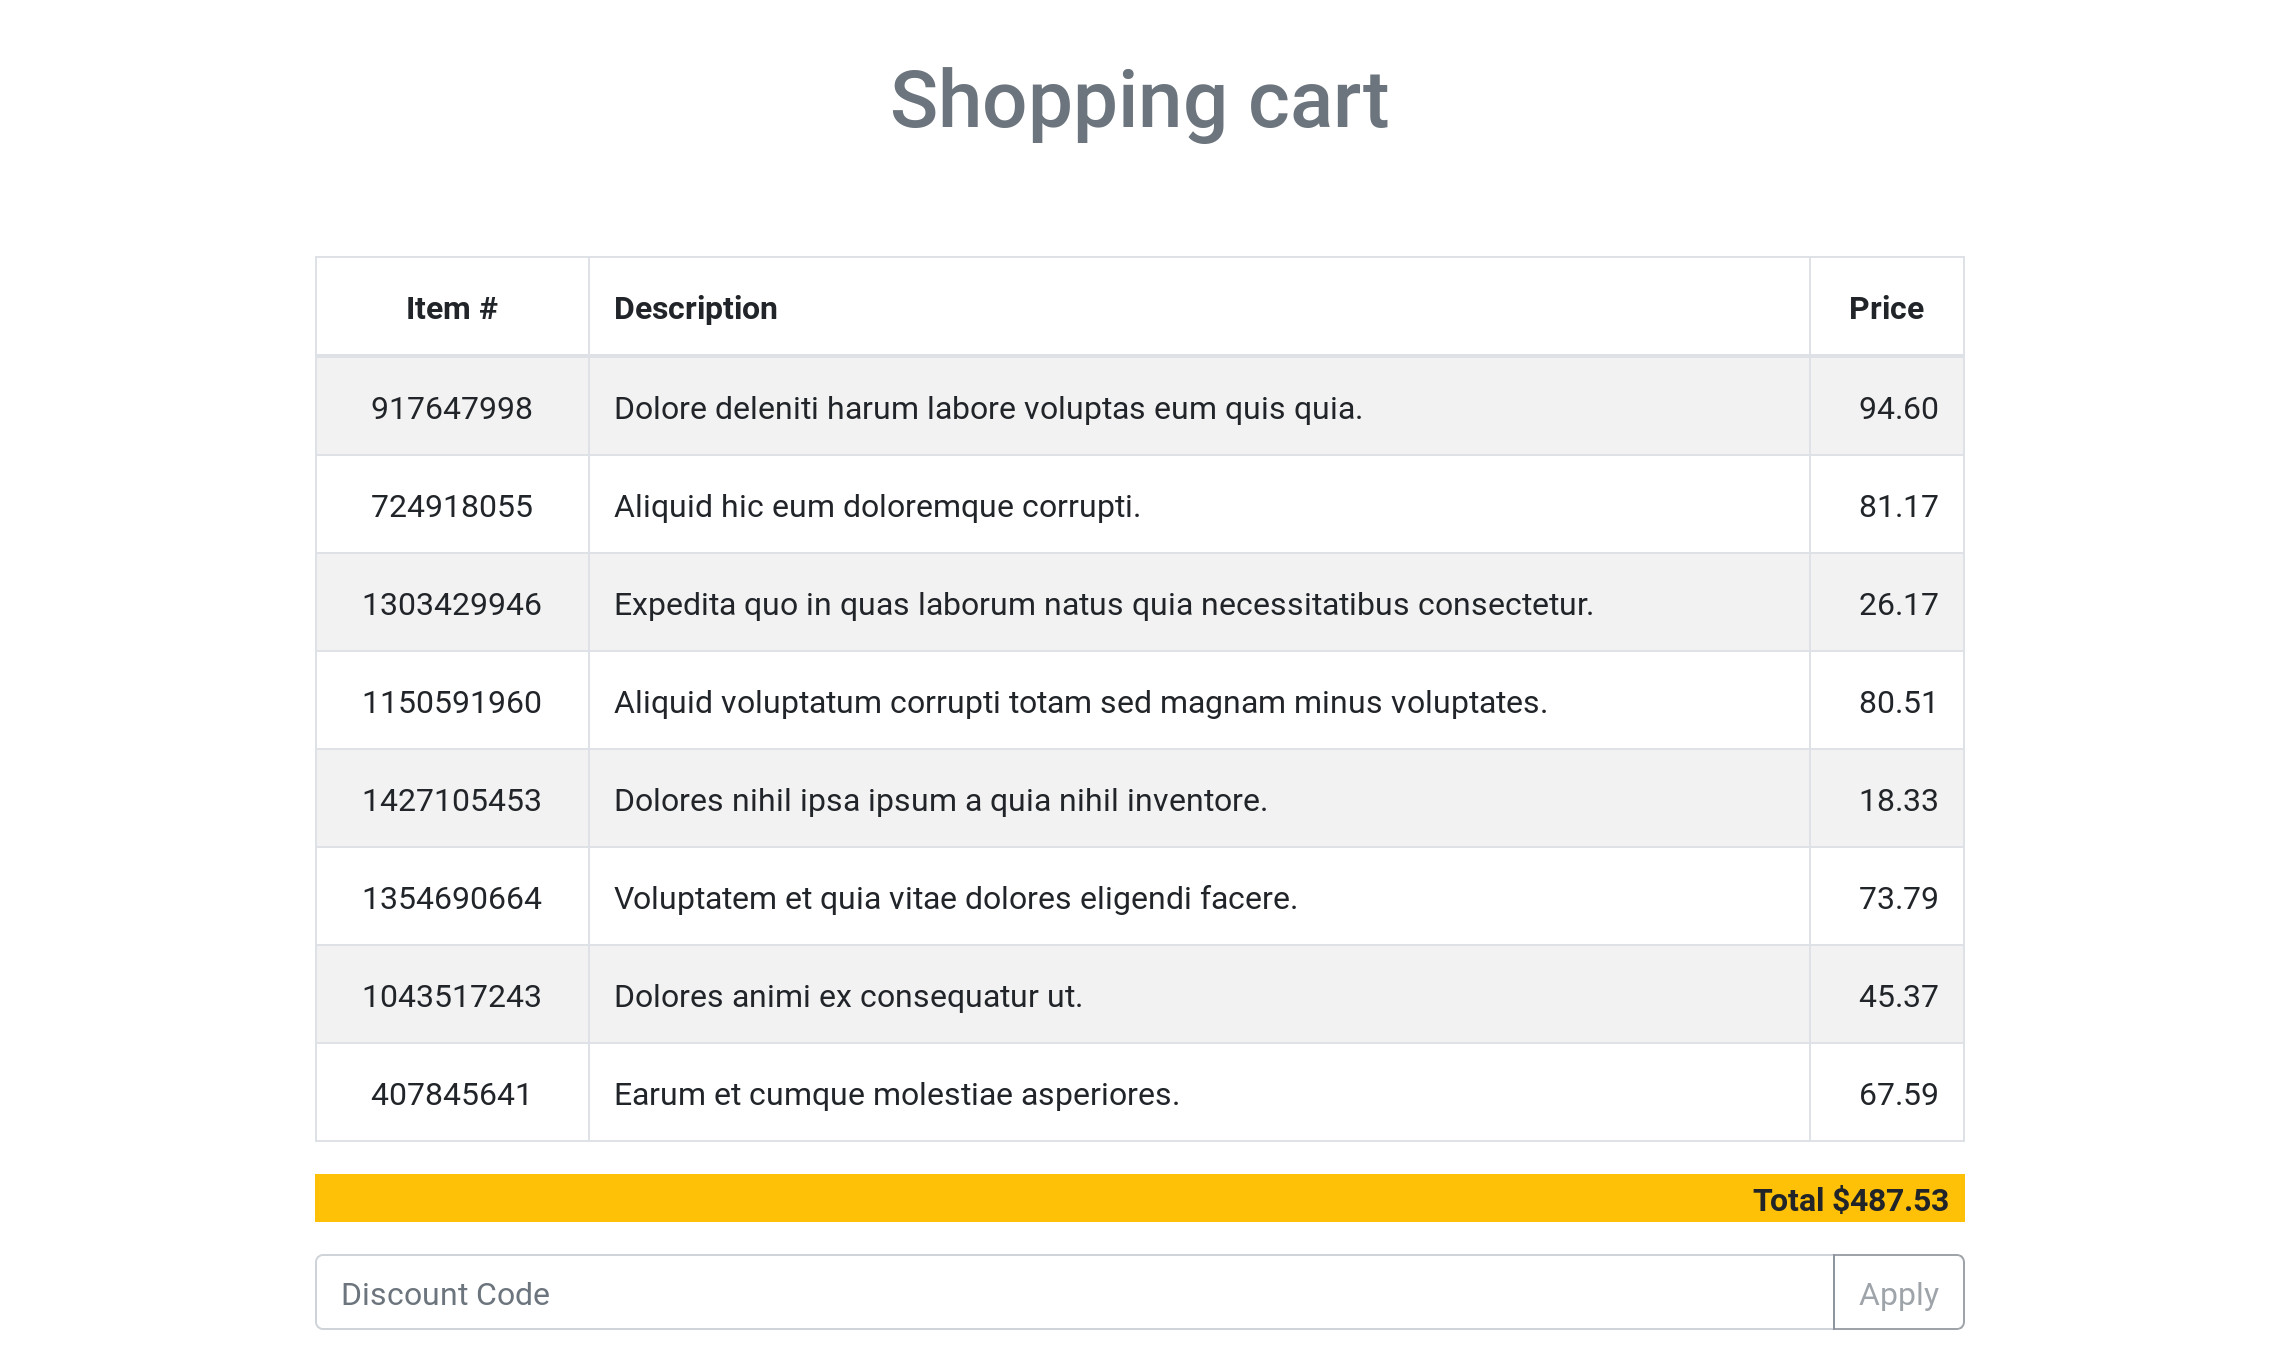 Shopping cart
Item # Description Price
917647998 Dolore deleniti harum labore voluptas eum quis quia. 94.60
724918055 Aliquid hic eum doloremque corrupti. 81.17
1303429946 Expedita quo in quas laborum natus quia necessitatibus consectetur. 26.17
1150591960 Aliquid voluptatum corrupti totam sed magnam minus voluptates. 80.51
1427105453 Dolores nihil ipsa ipsum a quia nihil inventore. 18.33
1354690664 Voluptatem et quia vitae dolores eligendi facere. 73.79
1043517243 Dolores animi ex consequatur ut. 45.37
407845641 Earum et cumque molestiae asperiores. 67.59
Total $487.53
Discount Code Apply